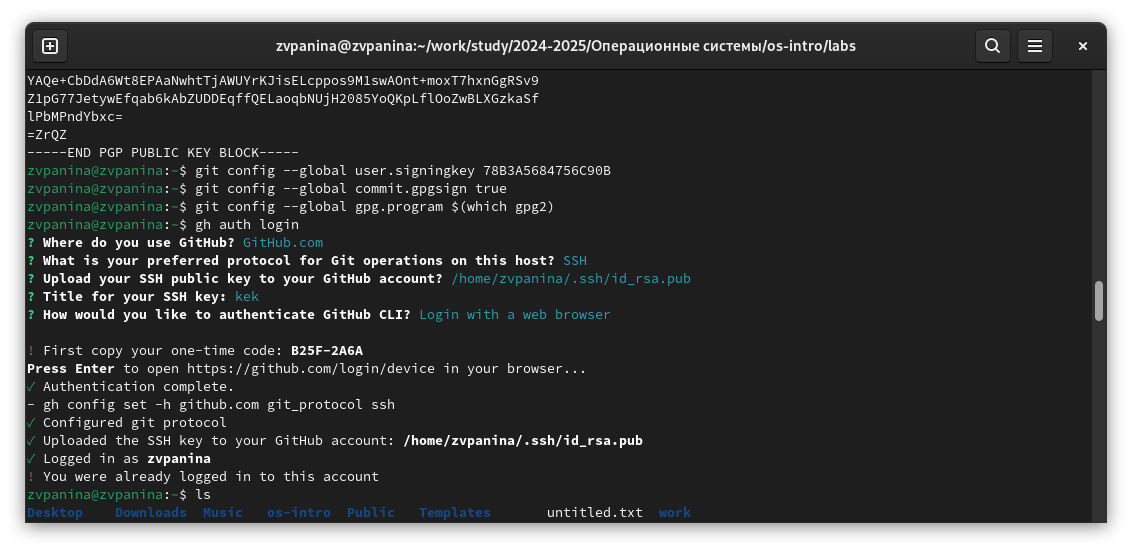 zvpanina@zvpanina:~/work/study/2024-2025/Операционные системы/os-intro/labs
YAQe+CbDdA6Wt8EPAaNwhtTjAWUYrKJisELcppos9M1swAOnt+moxT7hxnGgRSv9
Z1pG77JetywEfqab6kAbZUDDEqffQELaoqbNUjH2085YoQKpLflOoZwBLXGzkaSf
lPbMPndYbxc=
=ZrQZ
-----END PGP PUBLIC KEY BLOCK-----
zvpanina@zvpanina:~$ git config --global user.signingkey 78B3A5684756C90B
zvpanina@zvpanina:~$ git config --global commit.gpgsign true
zvpanina@zvpanina:~$ git config --global gpg.program $(which gpg2)
zvpanina@zvpanina:~$ gh auth login
? Where do you use GitHub? GitHub.com
? What is your preferred protocol for Git operations on this host? SSH
? Upload your SSH public key to your GitHub account? /home/zvpanina/.ssh/id_rsa.pub
? Title for your SSH key: kek
? How would you like to authenticate GitHub CLI? Login with a web browser
! First copy your one-time code: B25F-2A6A
Press Enter to open https://github.com/login/device in your browser...
✓ Authentication complete.
- gh config set -h github.com git_protocol ssh
✓ Configured git protocol
✓ Uploaded the SSH key to your GitHub account: /home/zvpanina/.ssh/id_rsa.pub
✓ Logged in as zvpanina
! You were already logged in to this account
zvpanina@zvpanina:~$ ls
Desktop Downloads Music os-intro Public Templates untitled.txt work